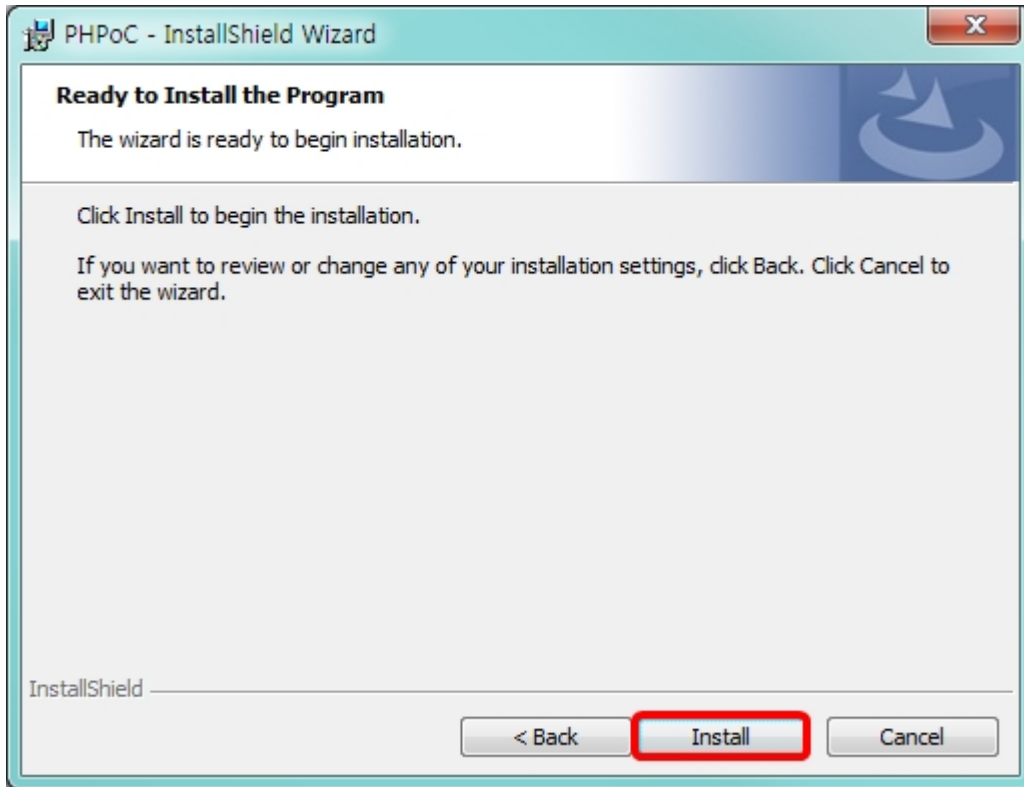 PHPoC - InstallShield Wizard
Ready to Install the Program
The wizard is ready to begin installation.
Click Install to begin the installation.
If you want to review or change any of your installation settings, click Back. Click Cancel to
exit the wizard.
InstallShield
< Back Install Cancel